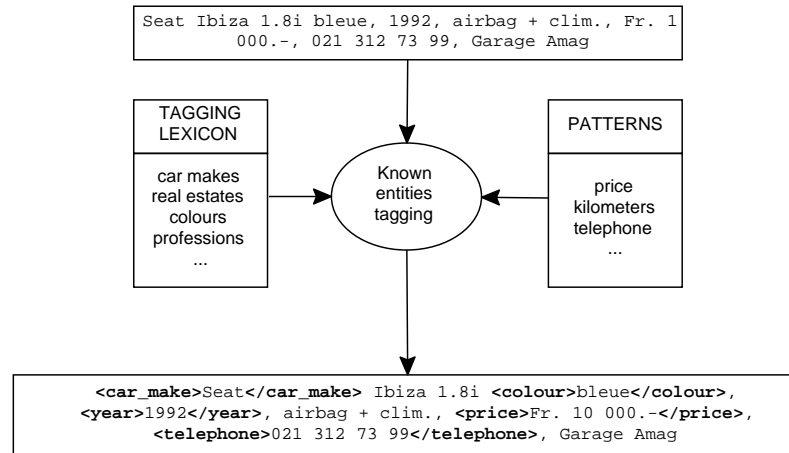 Seat Ibiza 1.8i bleue, 1992, airbag + clim., Fr. 1
000.-, 021 312 73 99, Garage Amag
TAGGING
LEXICON
car makes
real estates
colours
professions
...
Known
entities
tagging
PATTERNS
price
kilometers
telephone
...
<car_make>Seat</car_make> Ibiza 1.8i <colour>bleue</colour>,
<year>1992</year>, airbag + clim., <price>Fr. 10 000.-</price>,
<telephone>021 312 73 99</telephone>, Garage Amag